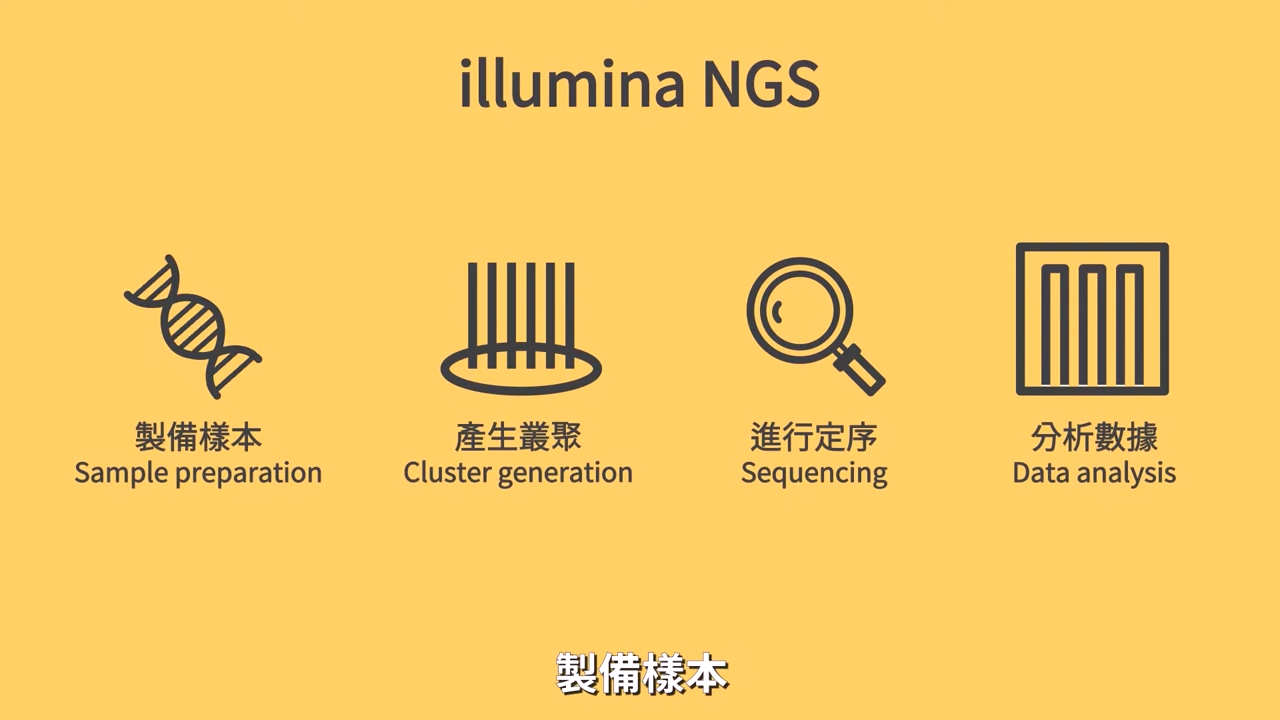 illumina NGS
製備樣本
Sample preparation
產生叢聚
Cluster generation
進行定序
Sequencing
分析數據
Data analysis
製備樣本